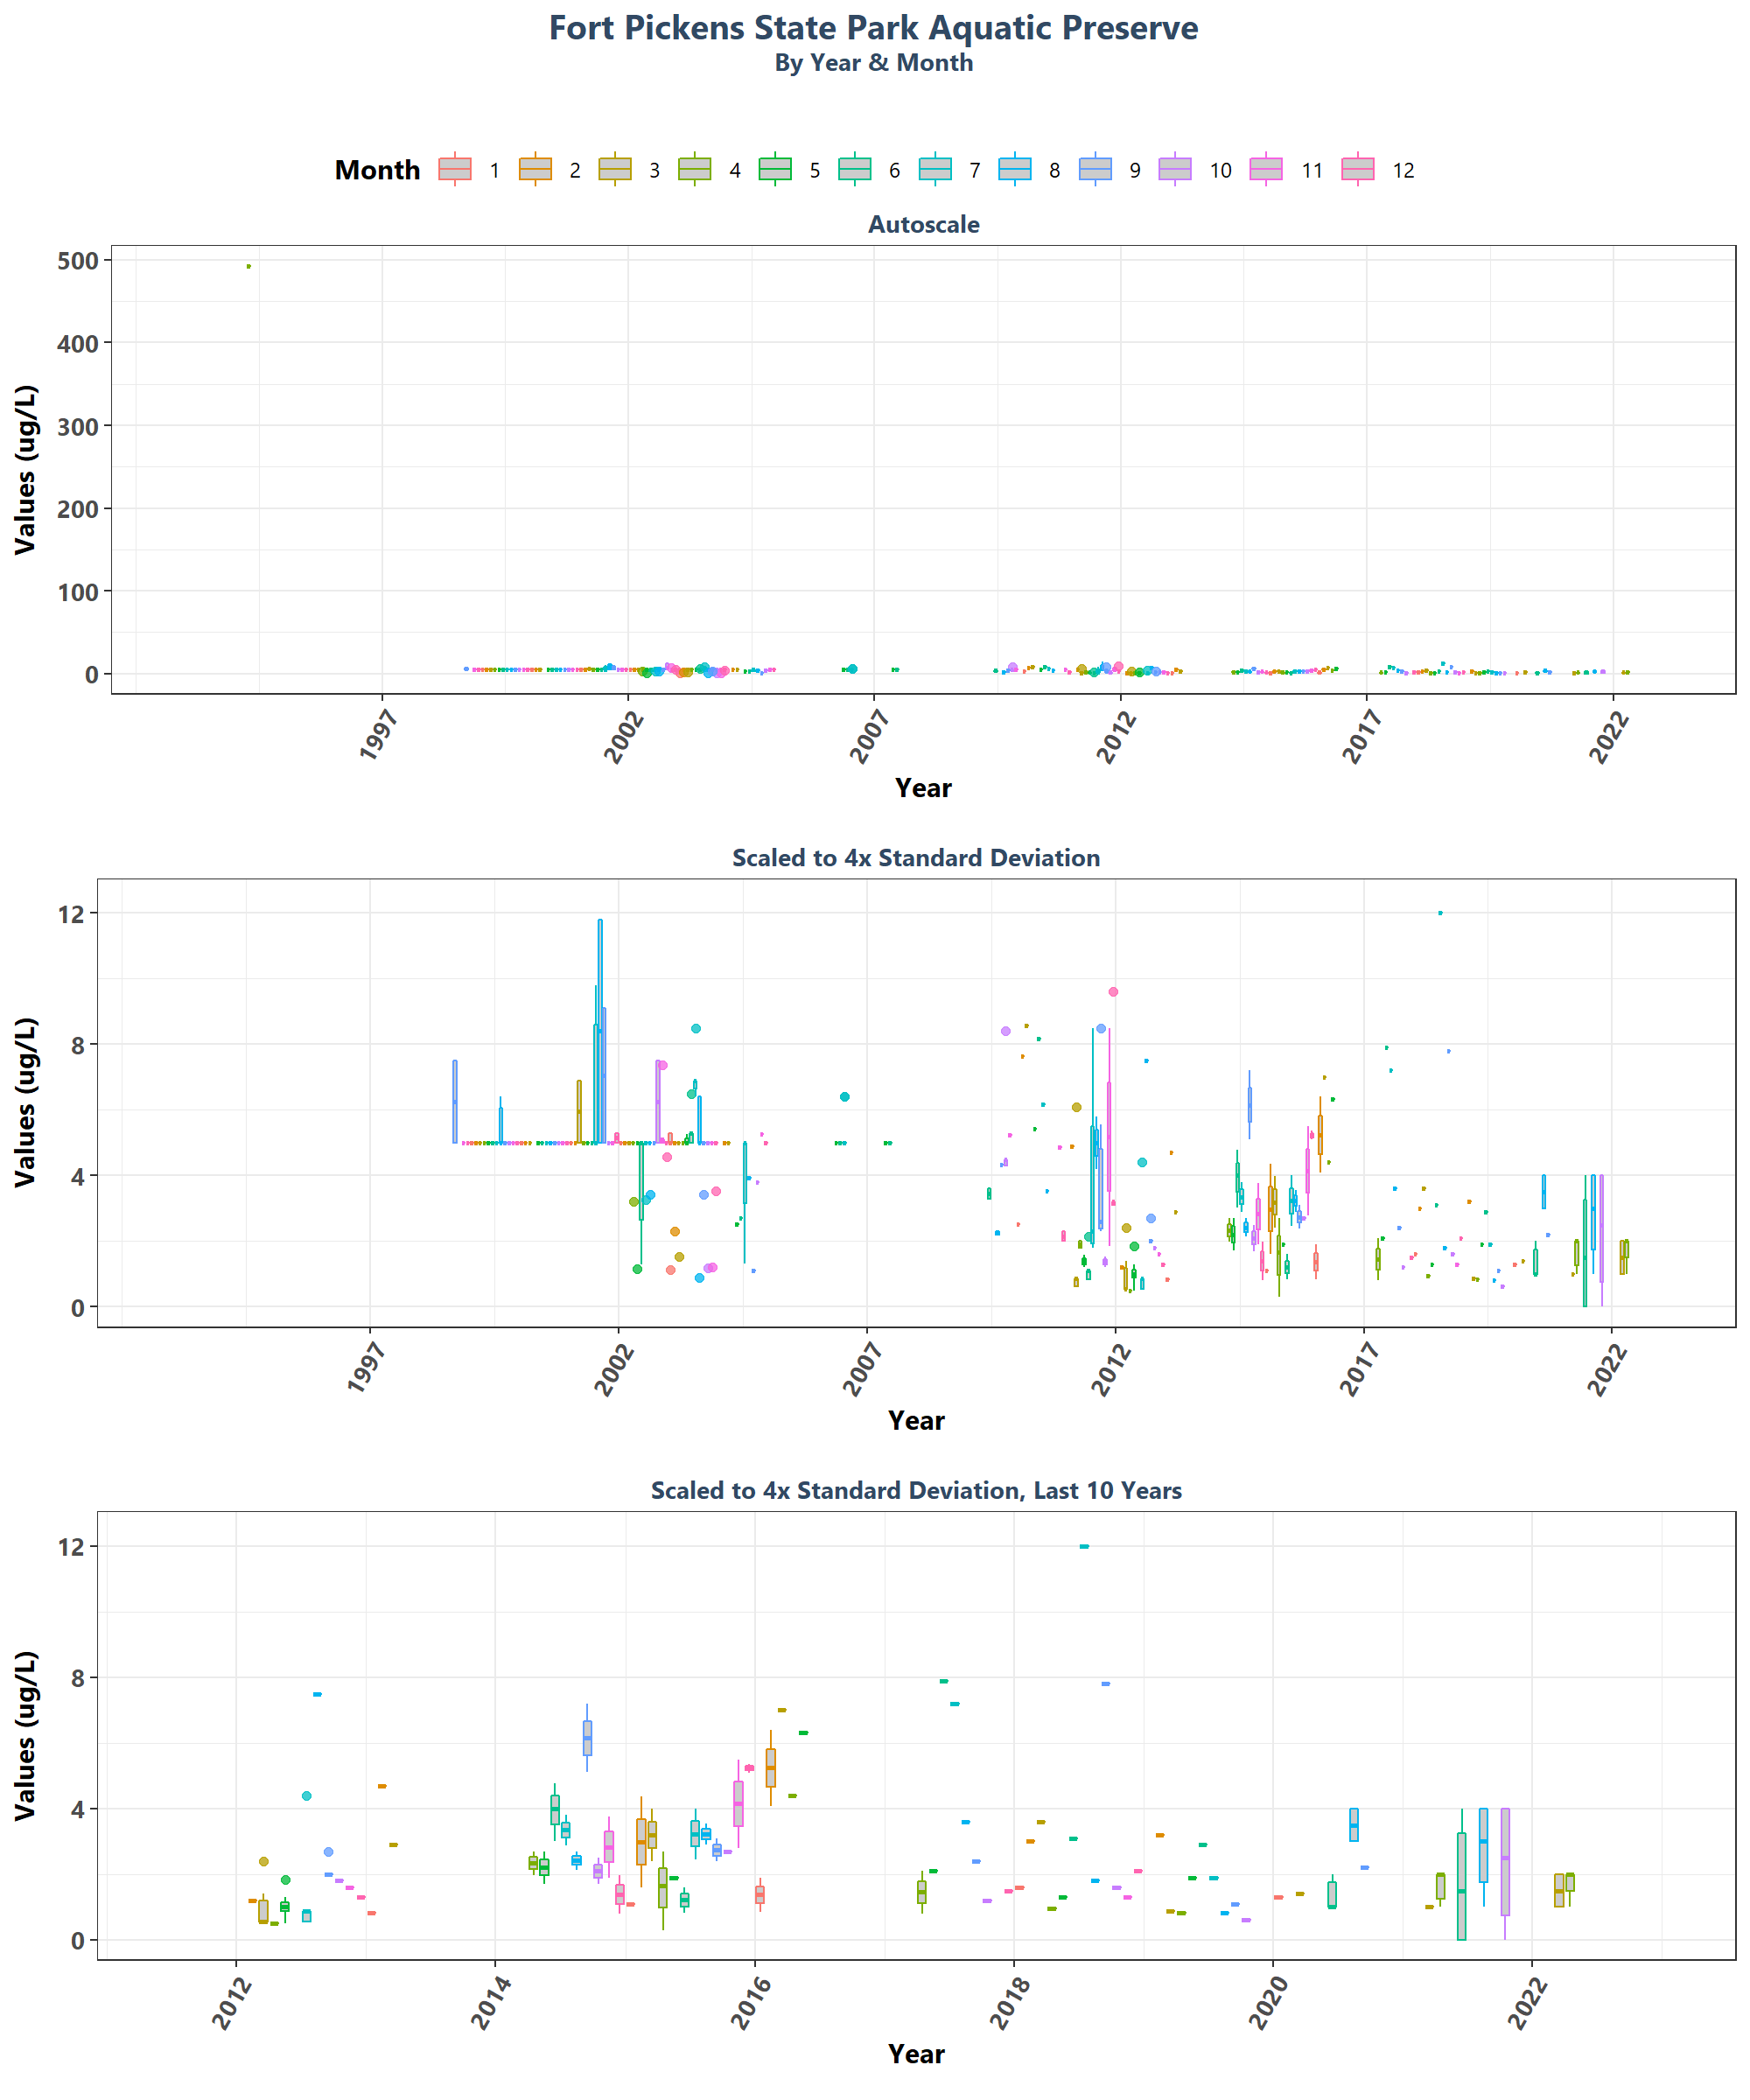 Fort Pickens State Park Aquatic Preserve
By Year & Month
Month 1 2 3 4 5 6 7 8 9 10 11 12
Autoscale
500
400
300
200
100
0
Values (ug/L)
1997 2002 2007 2012 2017 2022
Year
Scaled to 4x Standard Deviation
12
8
4
0
Values (ug/L)
1997 2002 2007 2012 2017 2022
Year
Scaled to 4x Standard Deviation, Last 10 Years
12
8
4
0
Values (ug/L)
2012 2014 2016 2018 2020 2022
Year